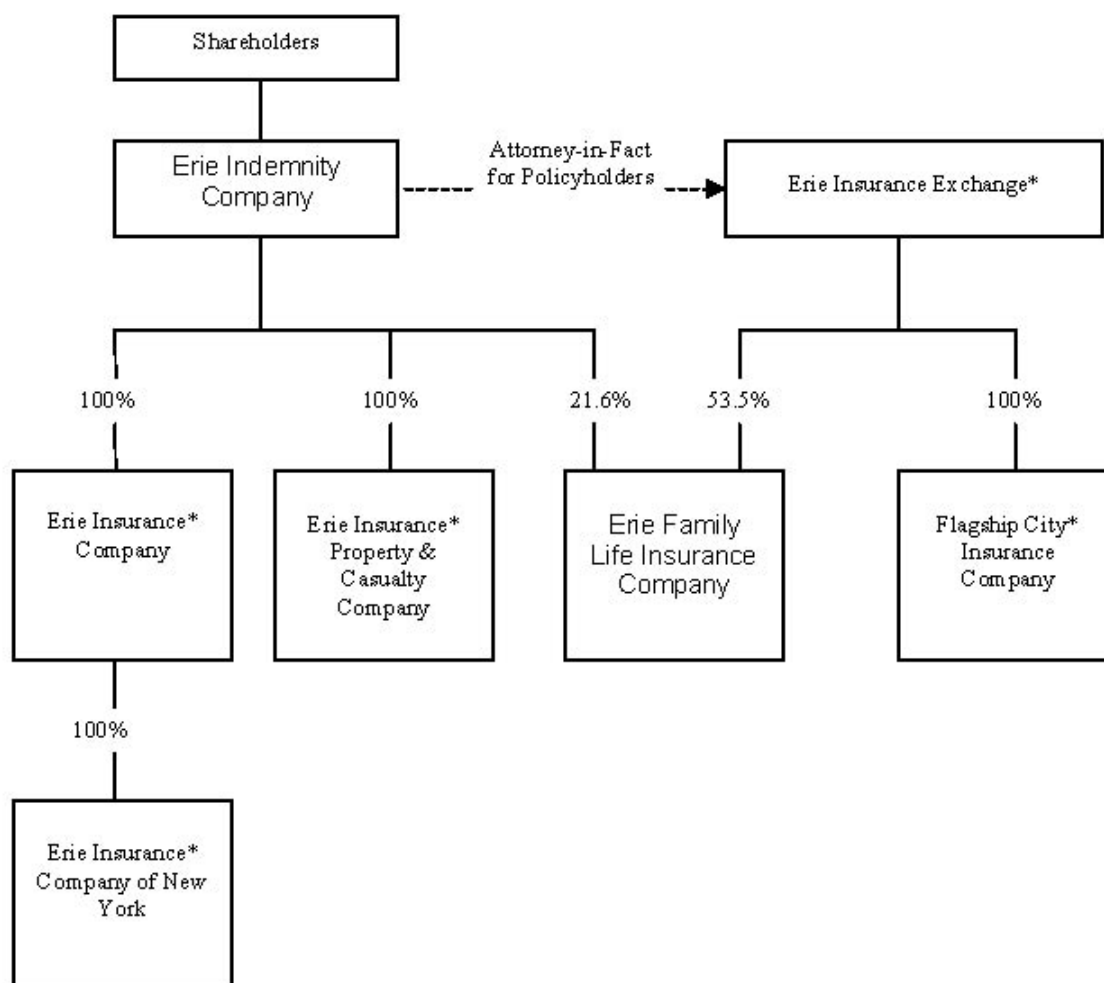 Shareholders
Erie Indemnity
Company
Attorney-in-Fact
for Policyholders
Erie Insurance Exchange*
100%
100%
21.6%
53.5%
100%
Erie Insurance*
Company
Erie Insurance*
Property &
Casualty
Company
Erie Family
Life Insurance
Company
Flagship City*
Insurance
Company
100%
Erie Insurance*
Company of New
York